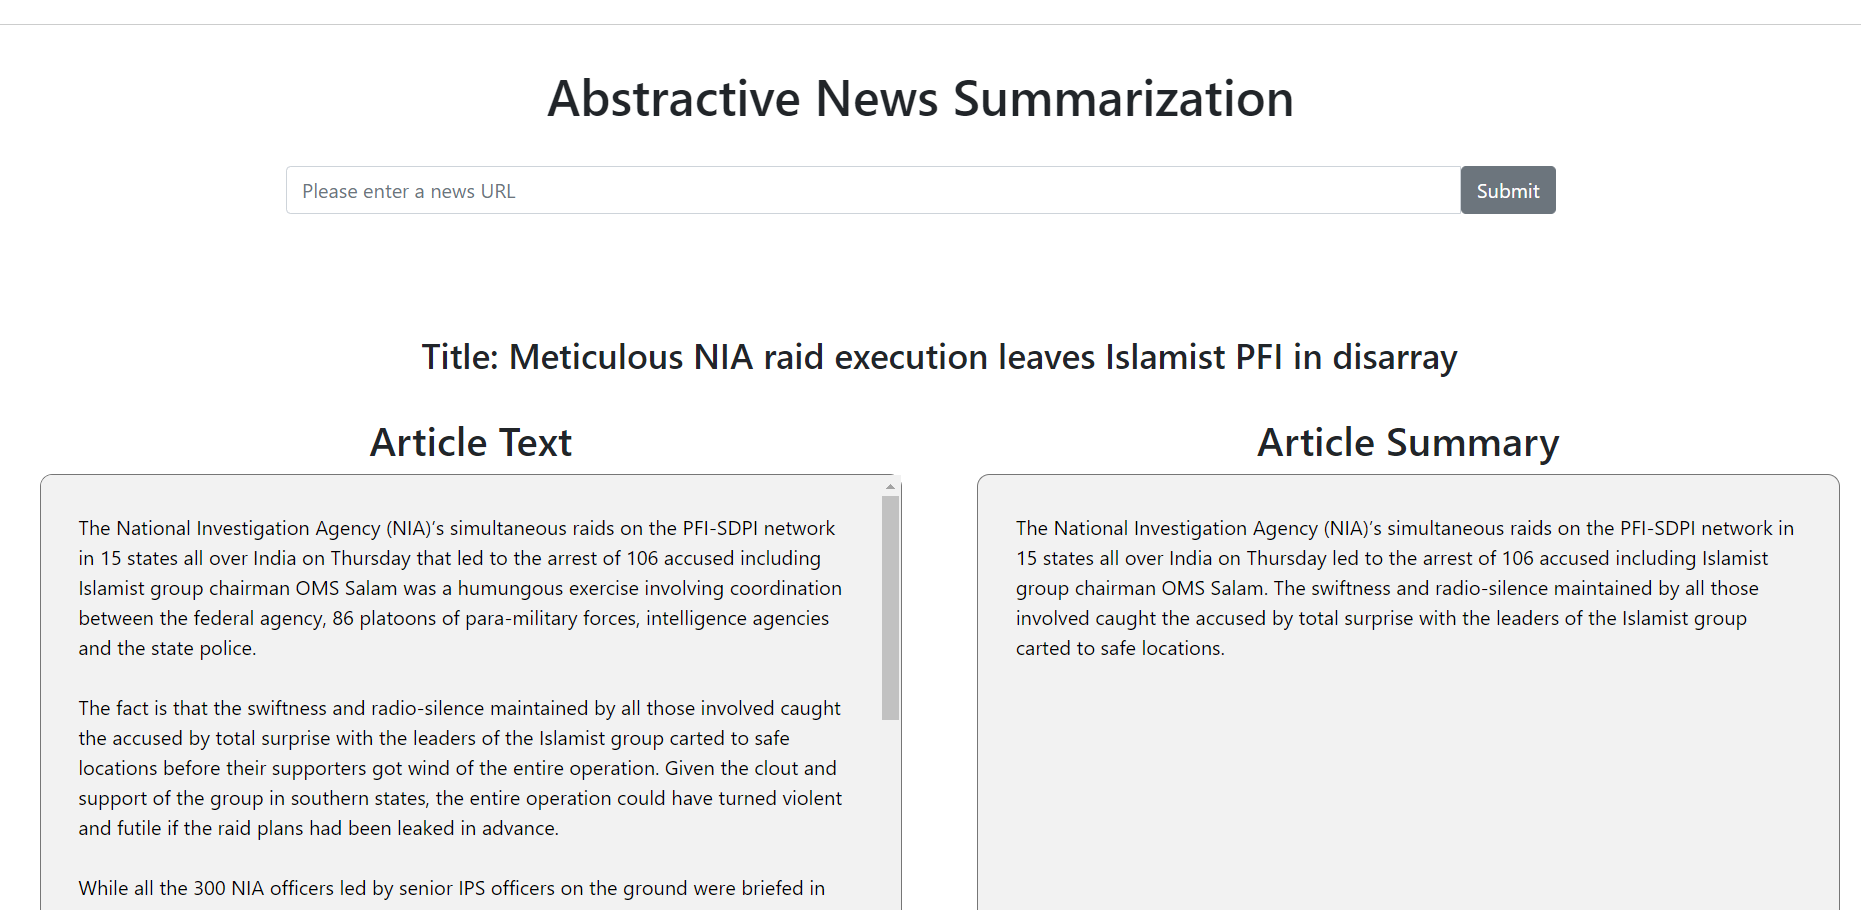 Abstractive News Summarization
Please enter a news URL
Submit
Title: Meticulous NIA raid execution leaves Islamist PFI in disarray
Article Text
The National Investigation Agency (NIA)’s simultaneous raids on the PFI-SDPI network
in 15 states all over India on Thursday that led to the arrest of 106 accused including
Islamist group chairman OMS Salam was a humungous exercise involving coordination
between the federal agency, 86 platoons of para-military forces, intelligence agencies
and the state police.
The fact is that the swiftness and radio-silence maintained by all those involved caught
the accused by total surprise with the leaders of the Islamist group carted to safe
locations before their supporters got wind of the entire operation. Given the clout and
support of the group in southern states, the entire operation could have turned violent
and futile if the raid plans had been leaked in advance.
While all the 300 NIA officers led by senior IPS officers on the ground were briefed in
Article Summary
The National Investigation Agency (NIA)’s simultaneous raids on the PFI-SDPI network in
15 states all over India on Thursday led to the arrest of 106 accused including Islamist
group chairman OMS Salam. The swiftness and radio-silence maintained by all those
involved caught the accused by total surprise with the leaders of the Islamist group
carted to safe locations.